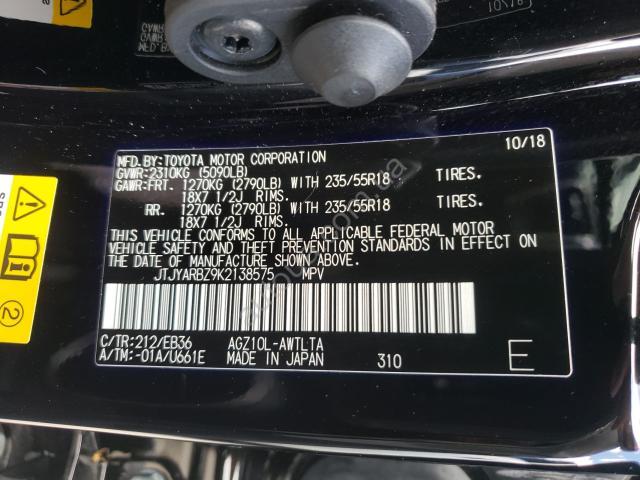 10/18
MFD. BY: TOYOTA MOTOR CORPORATION 10/18
GVWR: 2310KG (5090LB)
GAWR: FRT. 1270KG (2790LB) WITH 235/55R18 TIRES.
18X7 1/2J RIMS.
RR. 1270KG (2790LB) WITH 235/55R18 TIRES.
18X7 1/2J RIMS.
THIS VEHICLE CONFORMS TO ALL APPLICABLE FEDERAL MOTOR
VEHICLE SAFETY AND THEFT PREVENTION STANDARDS IN EFFECT ON
THE DATE OF MANUFACTURE SHOWN ABOVE.
JTJYARBZ9K2138575 MPV
C/TR: 212/EB36 AGZ10L-AWTLTA
A/TM: -01A/U661E MADE IN JAPAN 310 E
2